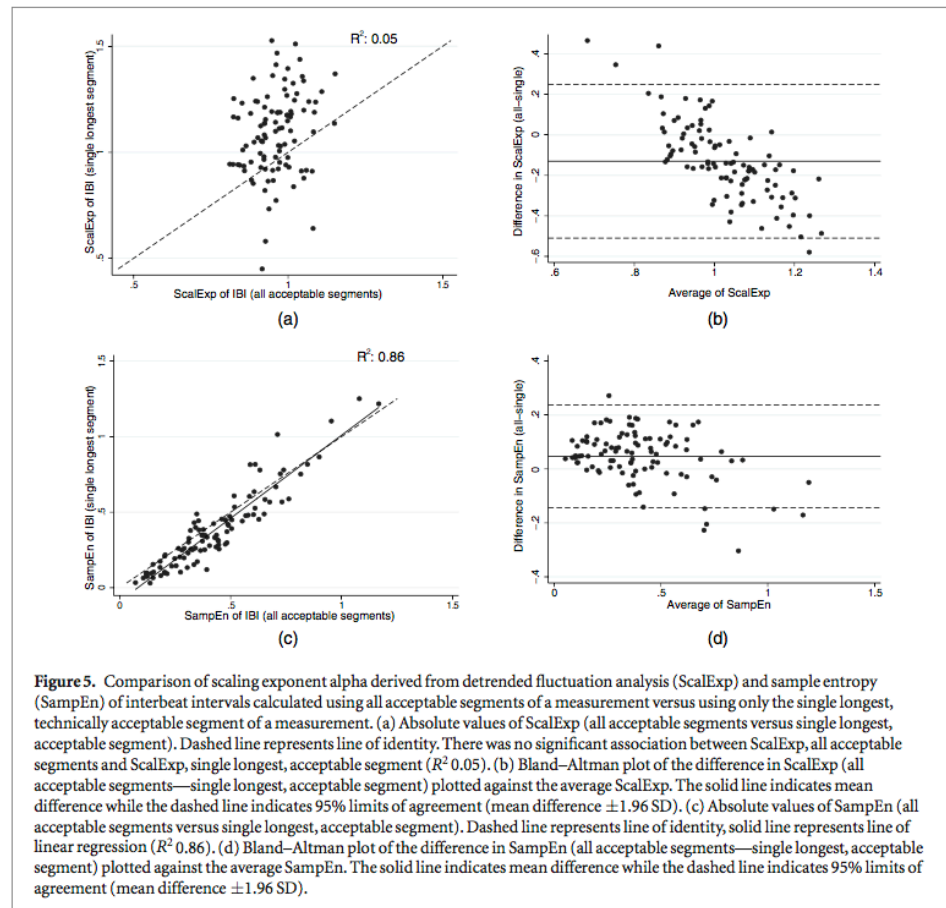 R²: 0.05
ScalExp of IBI (single longest segment)
1.5
1
.5
.5
1
1.5
ScalExp of IBI (all acceptable segments)
(a)
Difference in ScalExp (all-single)
.4
.2
0
-.2
-.4
-.6
.6
.8
1
1.2
1.4
Average of ScalExp
(b)
R²: 0.86
SampEn of IBI (single longest segment)
1.5
1
.5
0
0
.5
1
1.5
SampEn of IBI (all acceptable segments)
(c)
Difference in SampEn (all-single)
.4
.2
0
-.2
-.4
0
.5
1
1.5
Average of SampEn
(d)
Figure 5. Comparison of scaling exponent alpha derived from detrended fluctuation analysis (ScalExp) and sample entropy
(SampEn) of interbeat intervals calculated using all acceptable segments of a measurement versus using only the single longest,
technically acceptable segment of a measurement. (a) Absolute values of ScalExp (all acceptable segments versus single longest,
acceptable segment). Dashed line represents line of identity. There was no significant association between ScalExp, all acceptable
segments and ScalExp, single longest, acceptable segment (R² 0.05). (b) Bland–Altman plot of the difference in ScalExp (all
acceptable segments—single longest, acceptable segment) plotted against the average ScalExp. The solid line indicates mean
difference while the dashed line indicates 95% limits of agreement (mean difference ±1.96 SD). (c) Absolute values of SampEn (all
acceptable segments versus single longest, acceptable segment). Dashed line represents line of identity, solid line represents line of
linear regression (R² 0.86). (d) Bland–Altman plot of the difference in SampEn (all acceptable segments—single longest, acceptable
segment) plotted against the average SampEn. The solid line indicates mean difference while the dashed line indicates 95% limits of
agreement (mean difference ±1.96 SD).